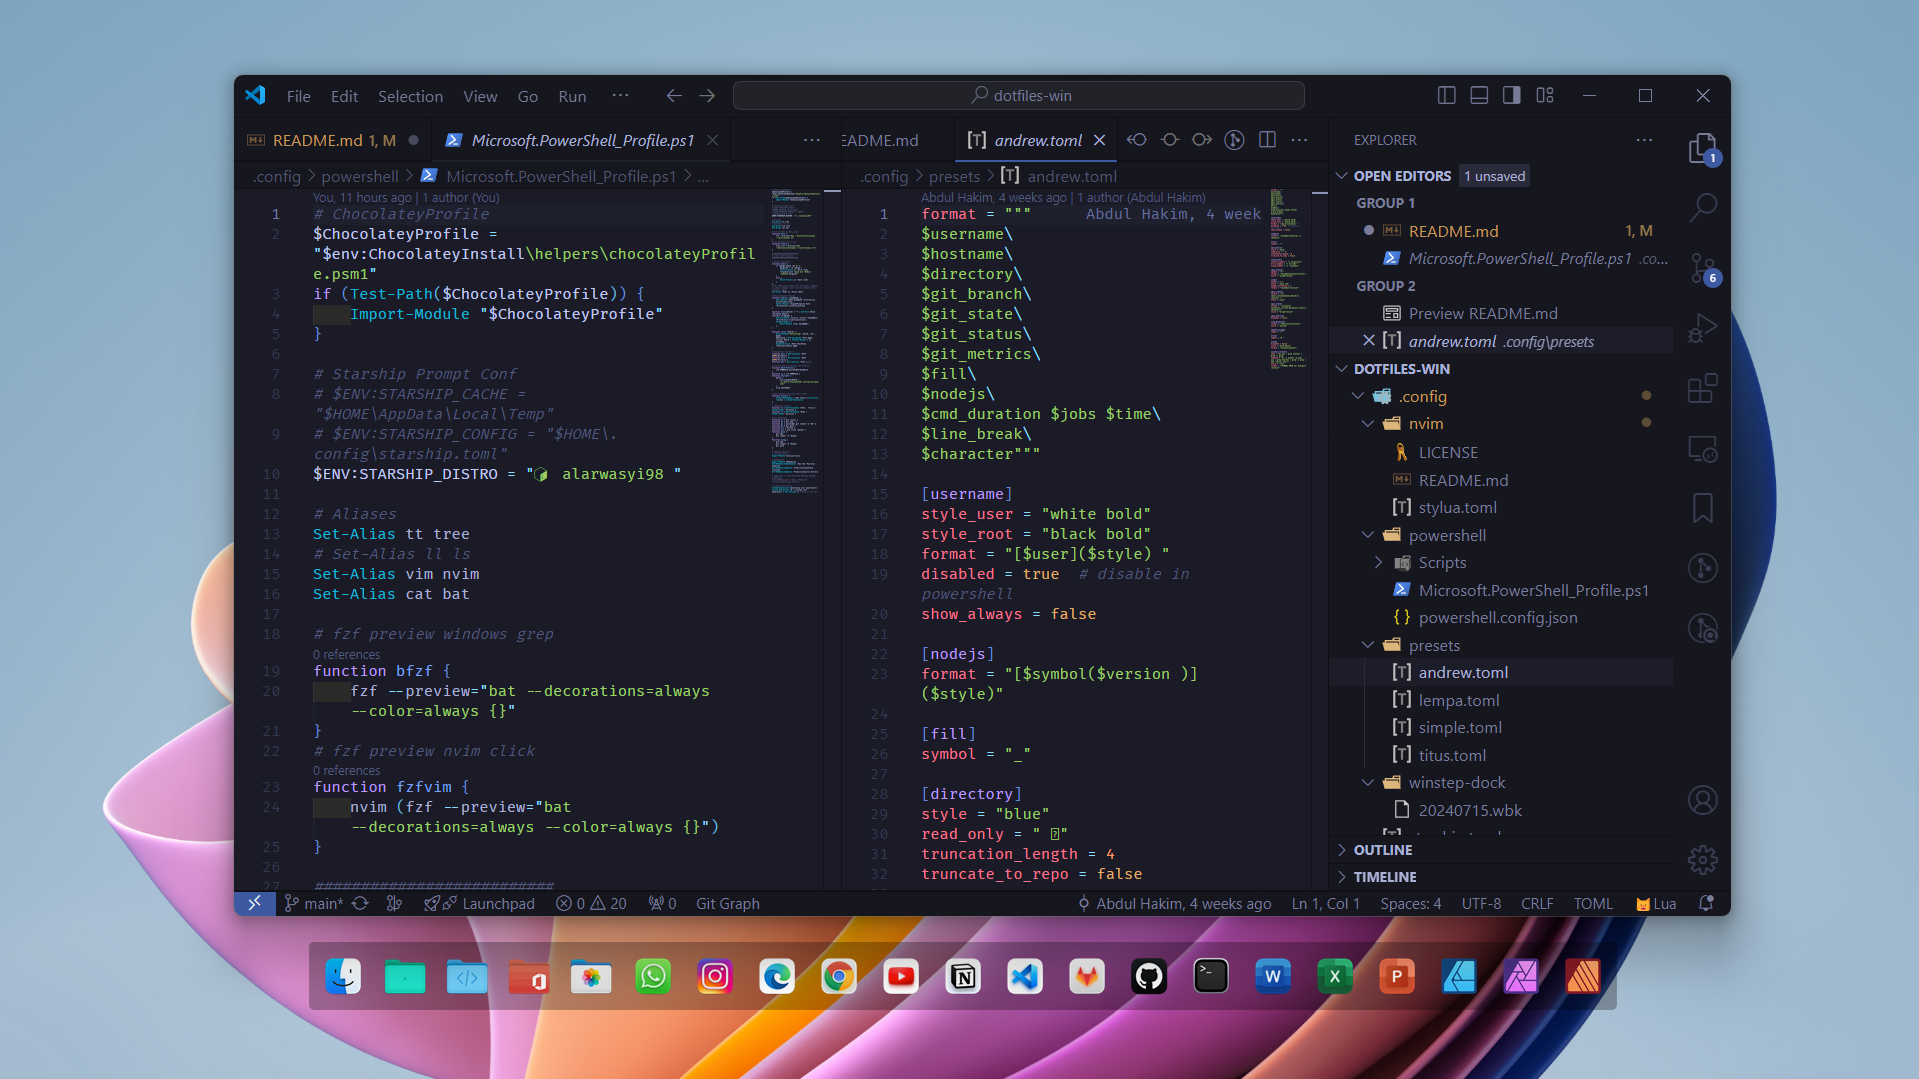 File Edit Selection View Go Run ···
dotfiles-win
README.md 1, M
Microsoft.PowerShell_Profile.ps1
EADME.md
andrew.toml
.config > powershell > Microsoft.PowerShell_Profile.ps1 > ...
You, 11 hours ago | 1 author (You)
1 # ChocolateyProfile
2 $ChocolateyProfile =
"$env:ChocolateyInstall\helpers\chocolateyProfil
e.psm1"
3 if (Test-Path($ChocolateyProfile)) {
4 Import-Module "$ChocolateyProfile"
5 }
6
7 # Starship Prompt Conf
8 # $ENV:STARSHIP_CACHE =
"$HOME\AppData\Local\Temp"
9 # $ENV:STARSHIP_CONFIG = "$HOME\.
config\starship.toml"
10 $ENV:STARSHIP_DISTRO = " alarwasyi98 "
11
12 # Aliases
13 Set-Alias tt tree
14 # Set-Alias ll ls
15 Set-Alias vim nvim
16 Set-Alias cat bat
17
18 # fzf preview windows grep
0 references
19 function bfzf {
20 fzf --preview="bat --decorations=always
--color=always {}"
21 }
22 # fzf preview nvim click
0 references
23 function fzfvim {
24 nvim (fzf --preview="bat
--decorations=always --color=always {}")
25 }
26
27 ##########################
.config > presets > andrew.toml
Abdul Hakim, 4 weeks ago | 1 author (Abdul Hakim)
1 format = """ Abdul Hakim, 4 week
2 $username\
3 $hostname\
4 $directory\
5 $git_branch\
6 $git_state\
7 $git_status\
8 $git_metrics\
9 $fill\
10 $nodejs\
11 $cmd_duration $jobs $time\
12 $line_break\
13 $character"""
14
15 [username]
16 style_user = "white bold"
17 style_root = "black bold"
18 format = "[$user]($style) "
19 disabled = true # disable in
powershell
20 show_always = false
21
22 [nodejs]
23 format = "[$symbol($version )]
($style)"
24
25 [fill]
26 symbol = "_"
27
28 [directory]
29 style = "blue"
30 read_only = " "
31 truncation_length = 4
32 truncate_to_repo = false
EXPLORER
OPEN EDITORS 1 unsaved
GROUP 1
README.md 1, M
Microsoft.PowerShell_Profile.ps1 .co...
GROUP 2
Preview README.md
andrew.toml .config\presets
DOTFILES-WIN
.config
nvim
LICENSE
README.md
stylua.toml
powershell
Scripts
Microsoft.PowerShell_Profile.ps1
powershell.config.json
presets
andrew.toml
lempa.toml
simple.toml
titus.toml
winstep-dock
20240715.wbk
OUTLINE
TIMELINE
1
6
main* Launchpad 0 20 0 Git Graph
Abdul Hakim, 4 weeks ago Ln 1, Col 1 Spaces: 4 UTF-8 CRLF TOML Lua
W X P